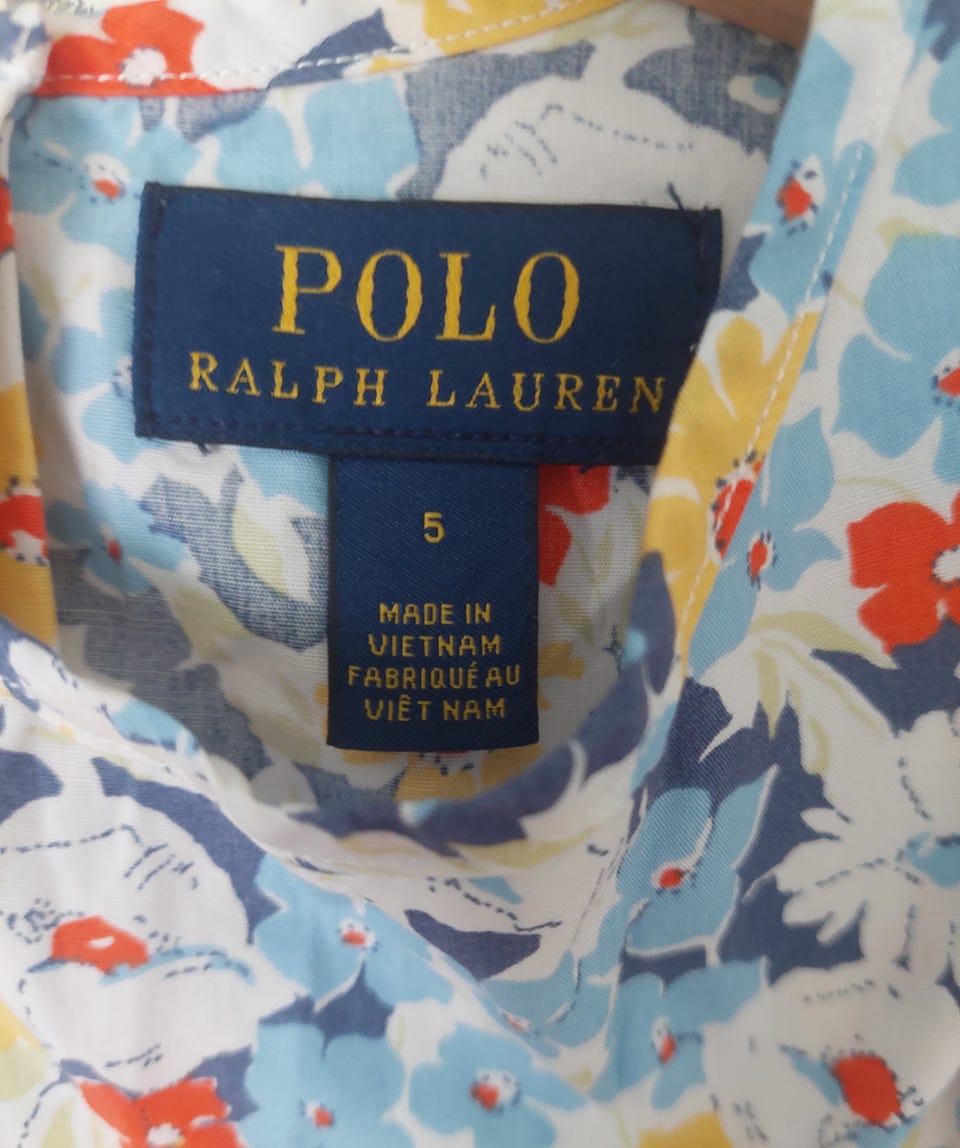 POLO
RALPH LAUREN
5
MADE IN
VIETNAM
FABRIQUÉ AU
VIÊT NAM